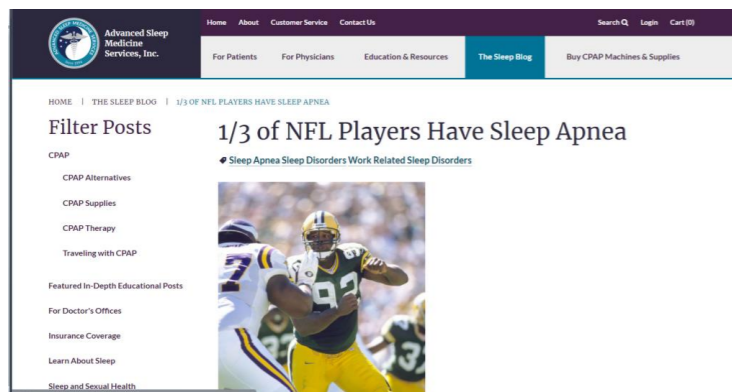 Home About Customer Service Contact Us Search Login Cart (0)
Advanced Sleep
Medicine
Services, Inc.
For Patients For Physicians Education & Resources The Sleep Blog Buy CPAP Machines & Supplies
HOME | THE SLEEP BLOG | 1/3 OF NFL PLAYERS HAVE SLEEP APNEA
Filter Posts
1/3 of NFL Players Have Sleep Apnea
Sleep Apnea Sleep Disorders Work Related Sleep Disorders
CPAP
CPAP Alternatives
CPAP Supplies
CPAP Therapy
Traveling with CPAP
Featured In-Depth Educational Posts
For Doctor's Offices
Insurance Coverage
Learn About Sleep
Sleep and Sexual Health
7
92
37